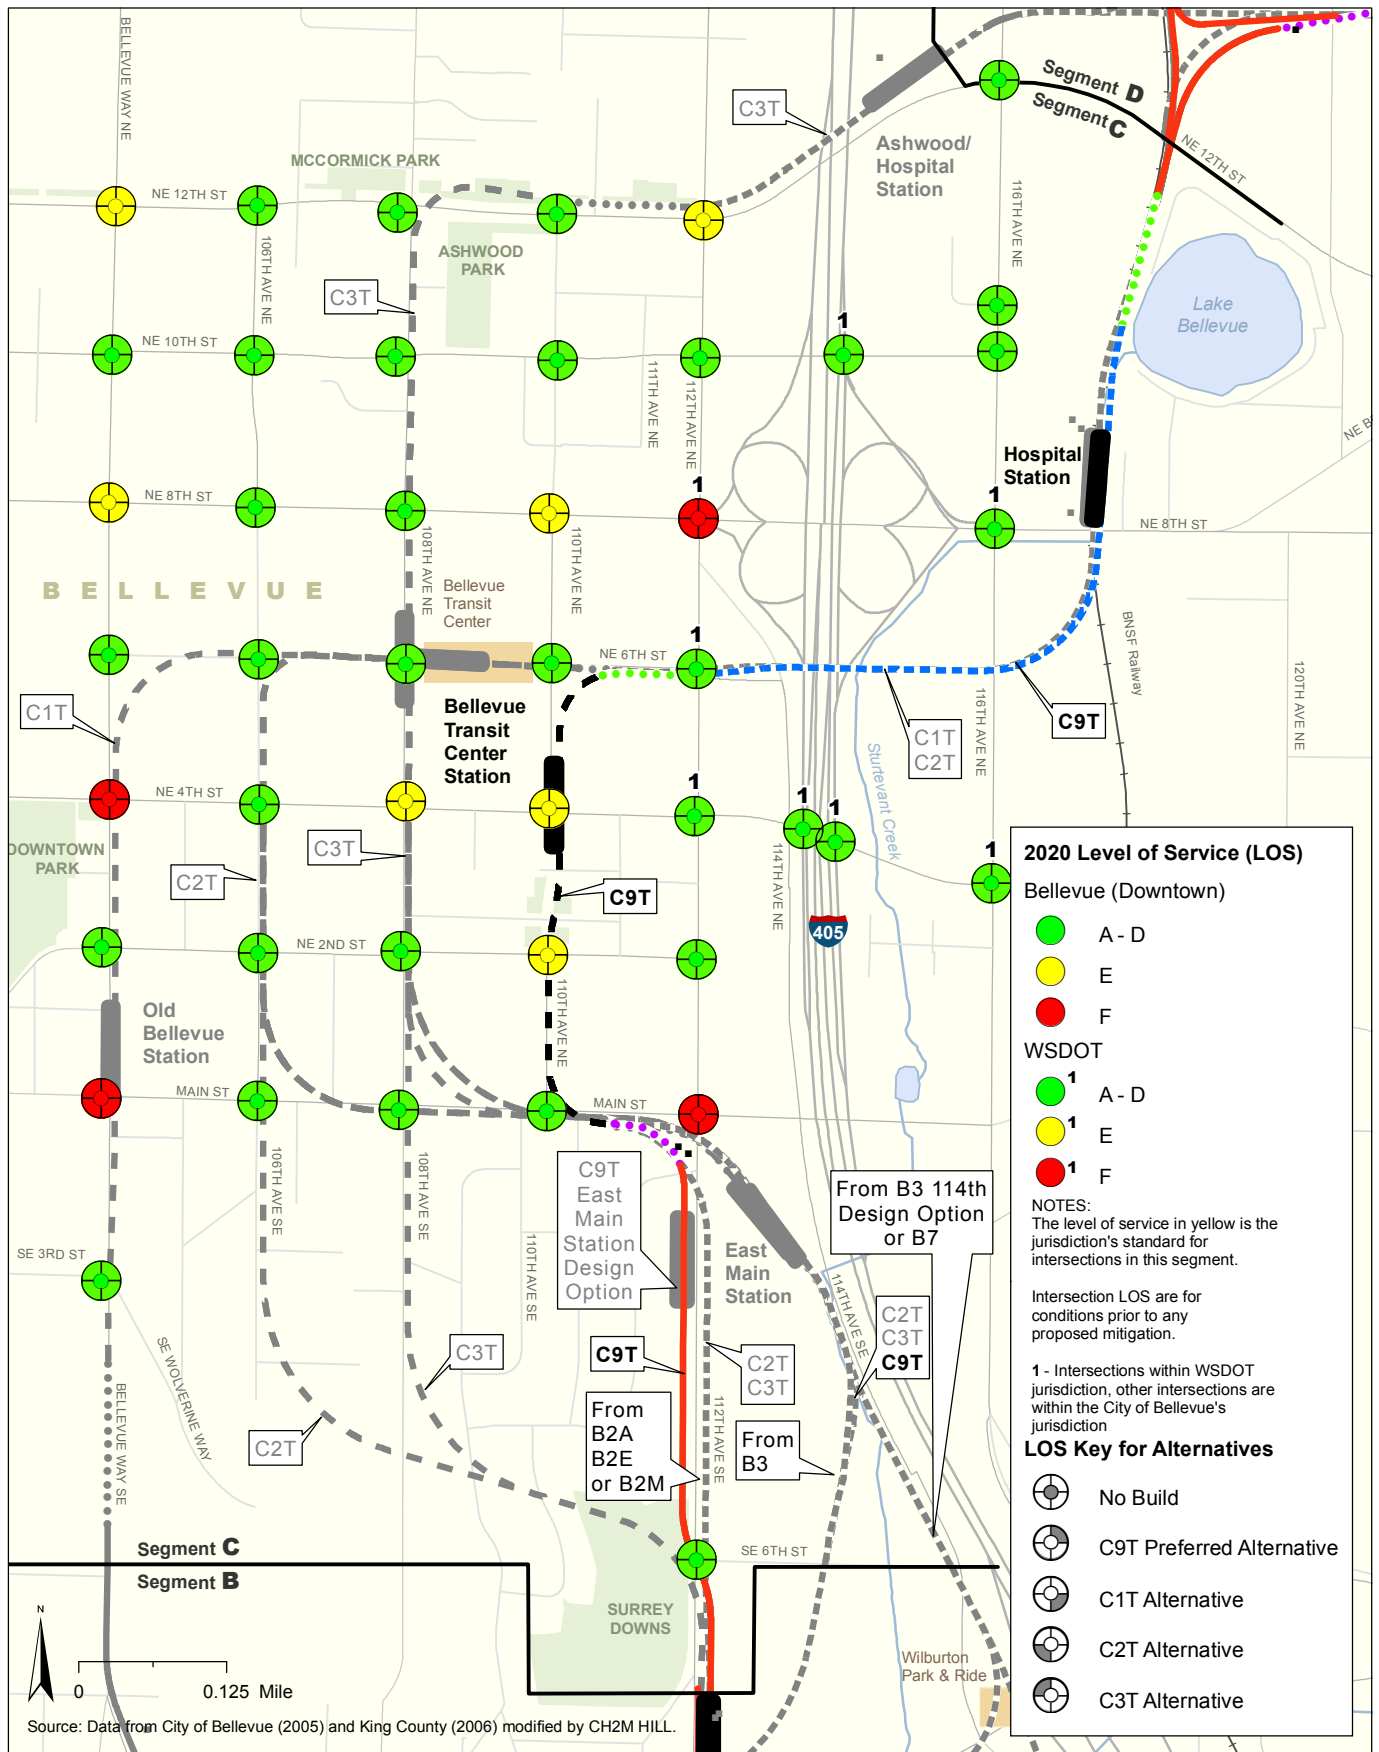 BELLEVUE WAY NE
MCCORMICK PARK
NE 12TH ST
106TH AVE NE
ASHWOOD
PARK
C3T
C3T
Ashwood/
Hospital
Station
Segment D
Segment C
NE 12TH ST
116TH AVE NE
Lake
Bellevue
NE 10TH ST
111TH AVE NE
112TH AVE NE
1
Hospital
Station
NE 8TH ST
1
1
NE 8TH ST
108TH AVE NE
110TH AVE NE
BELLEVUE
Bellevue
Transit
Center
NE 6TH ST
1
BNSF Railway
120TH AVE NE
116TH AVE NE
C1T
C1T
C2T
C9T
Bellevue
Transit
Center
Station
Sturtevant Creek
NE 4TH ST
1
1
1
1
114TH AVE NE
DOWNTOWN
PARK
C2T
C3T
C9T
405
NE 2ND ST
110TH AVE NE
Old
Bellevue
Station
MAIN ST
MAIN ST
106TH AVE SE
108TH AVE SE
110TH AVE SE
C9T
East
Main
Station
Design
Option
East
Main
Station
From B3 114th
Design Option
or B7
114TH AVE SE
C2T
C3T
C9T
SE 3RD ST
SE WOLVERINE WAY
BELLEVUE WAY SE
C3T
C9T
C2T
C3T
112TH AVE SE
From
B2A
B2E
or B2M
From
B3
C2T
Segment C
Segment B
SE 6TH ST
SURREY
DOWNS
Wilburton
Park & Ride
N
0 0.125 Mile
Source: Data from City of Bellevue (2005) and King County (2006) modified by CH2M HILL.
2020 Level of Service (LOS)
Bellevue (Downtown)
A - D
E
F
WSDOT
1 A - D
1 E
1 F
NOTES:
The level of service in yellow is the
jurisdiction's standard for
intersections in this segment.
Intersection LOS are for
conditions prior to any
proposed mitigation.
1 - Intersections within WSDOT
jurisdiction, other intersections are
within the City of Bellevue's
jurisdiction
LOS Key for Alternatives
No Build
C9T Preferred Alternative
C1T Alternative
C2T Alternative
C3T Alternative